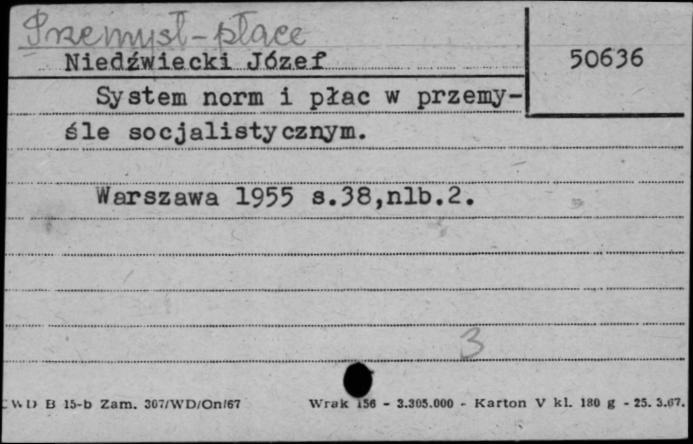 Przemysł-płace
Niedźwiecki Józef
50636
System norm i płac w przemy-
śle socjalistycznym.
Warszawa 1955 s.38,nlb.2.
3
CWD B 15-b Zam. 307/WD/On/67 Wrak 156 - 3.305.000 - Karton V kl. 180 g - 25. 3.67.